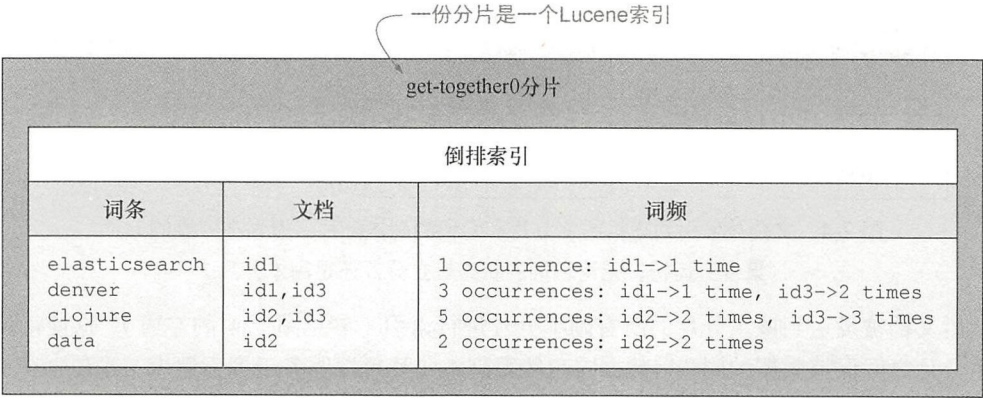 一份分片是一个Lucene索引
get-together0分片
倒排索引
词条 文档 词频
elasticsearch id1 1 occurrence: id1->1 time
denver id1,id3 3 occurrences: id1->1 time, id3->2 times
clojure id2,id3 5 occurrences: id2->2 times, id3->3 times
data id2 2 occurrences: id2->2 times